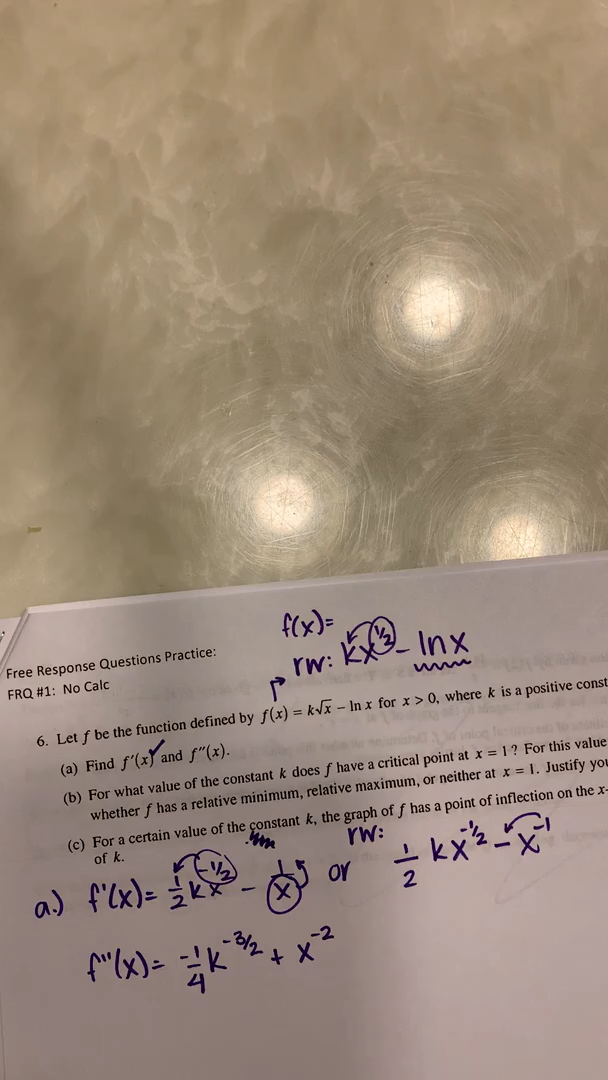 f(x)=
rw: kx^(1/2) - ln x
Free Response Questions Practice:
FRQ #1: No Calc
6. Let f be the function defined by f(x) = k√x − ln x for x > 0, where k is a positive const
(a) Find f′(x) and f″(x).
(b) For what value of the constant k does f have a critical point at x = 1? For this value
whether f has a relative minimum, relative maximum, or neither at x = 1. Justify you
(c) For a certain value of the constant k, the graph of f has a point of inflection on the x-
of k.
rw:
a.) f'(x)= 1/2 kx^(-1/2) - 1/x or 1/2 kx^(-1/2) - x^(-1)
f"(x)= -1/4 k^(-3/2) + x^(-2)